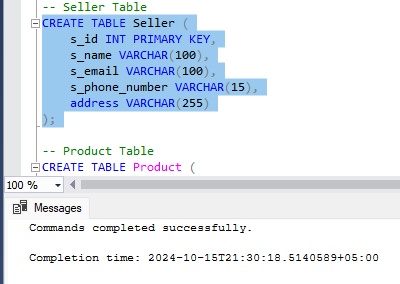 -- Seller Table
CREATE TABLE Seller (
s_id INT PRIMARY KEY,
s_name VARCHAR(100),
s_email VARCHAR(100),
s_phone_number VARCHAR(15),
address VARCHAR(255)
);
-- Product Table
CREATE TABLE Product (
100 %
Messages
Commands completed successfully.
Completion time: 2024-10-15T21:30:18.5140589+05:00